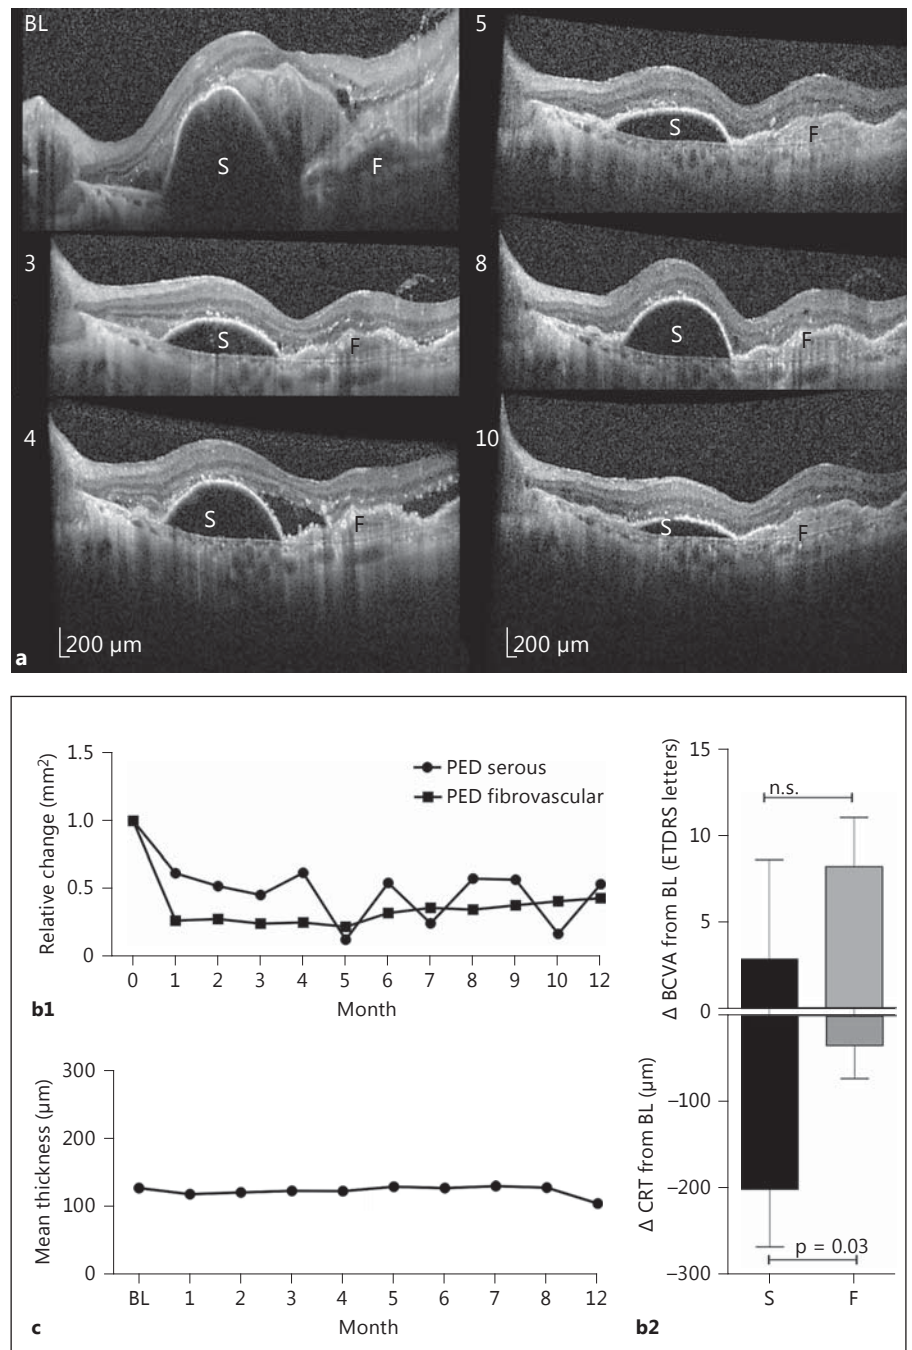 BL
S
F
5
S
F
3
S
F
8
S
F
4
S
F
200 µm
10
S
F
200 µm
a
1.5
1.0
0.5
0
Relative change (mm²)
PED serous
PED fibrovascular
0 1 2 3 4 5 6 7 8 9 10 12
Month
b1
300
200
100
0
Mean thickness (µm)
BL 1 2 3 4 5 6 7 8 12
Month
c
15
10
5
0
Δ BCVA from BL (ETDRS letters)
n.s.
0
–100
–200
–300
Δ CRT from BL (µm)
p = 0.03
S F
b2